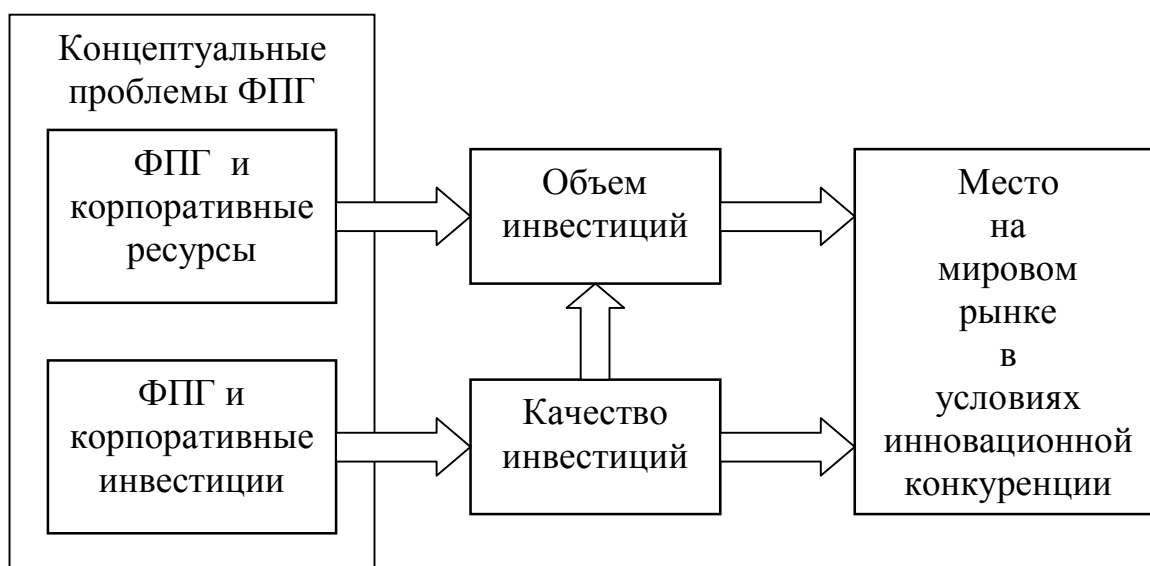 Концептуальные
проблемы ФПГ
ФПГ и
корпоративные
ресурсы
ФПГ и
корпоративные
инвестиции
Объем
инвестиций
Качество
инвестиций
Место
на
мировом
рынке
в
условиях
инновационной
конкуренции